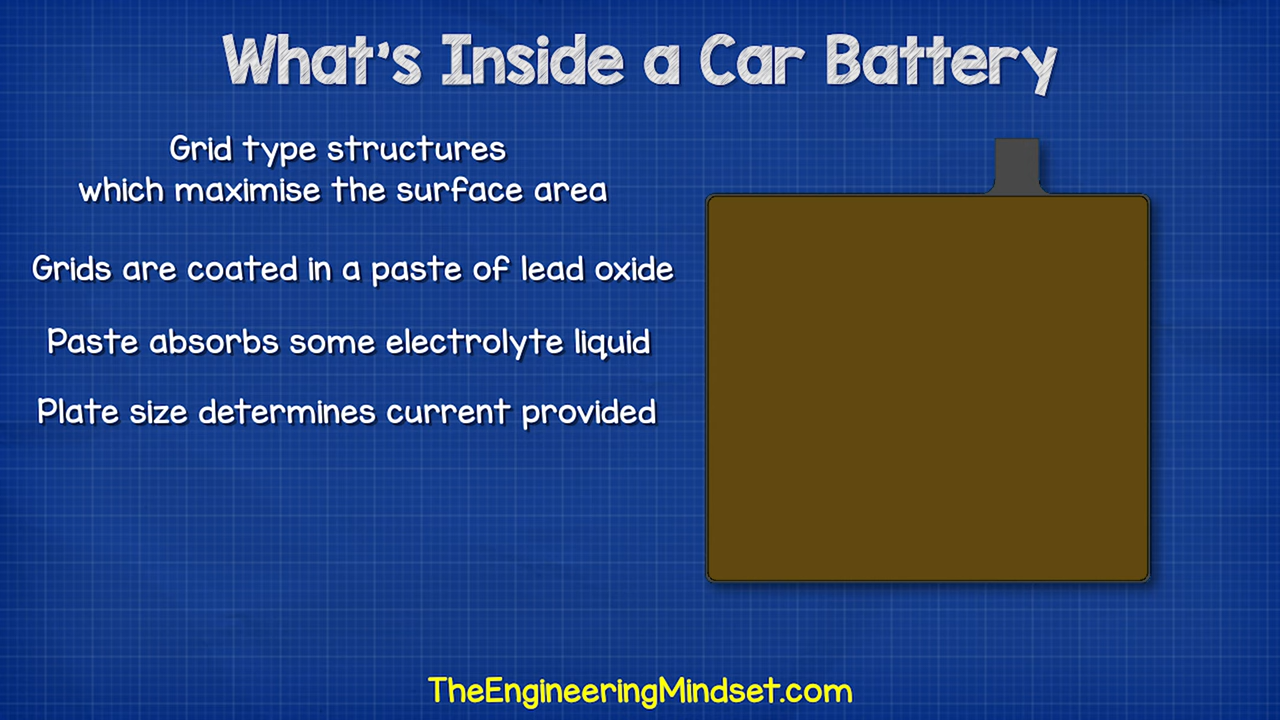 What's Inside a Car Battery
Grid type structures
which maximise the surface area
Grids are coated in a paste of lead oxide
Paste absorbs some electrolyte liquid
Plate size determines current provided
TheEngineeringMindset.com